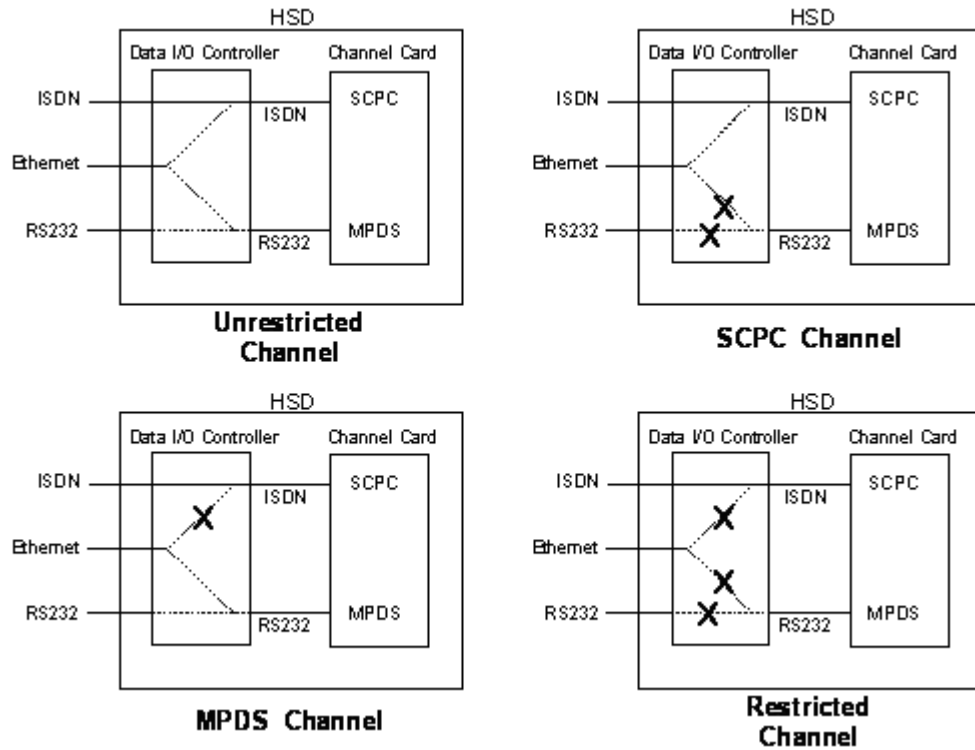 HSD
Data I/O Controller Channel Card
ISDN ISDN SCPC
Ethernet
RS232 RS232 MPDS
Unrestricted
Channel
HSD
Data I/O Controller Channel Card
ISDN ISDN SCPC
Ethernet
RS232 RS232 MPDS
SCPC Channel
HSD
Data I/O Controller Channel Card
ISDN ISDN SCPC
Ethernet
RS232 RS232 MPDS
MPDS Channel
HSD
Data I/O Controller Channel Card
ISDN ISDN SCPC
Ethernet
RS232 RS232 MPDS
Restricted
Channel